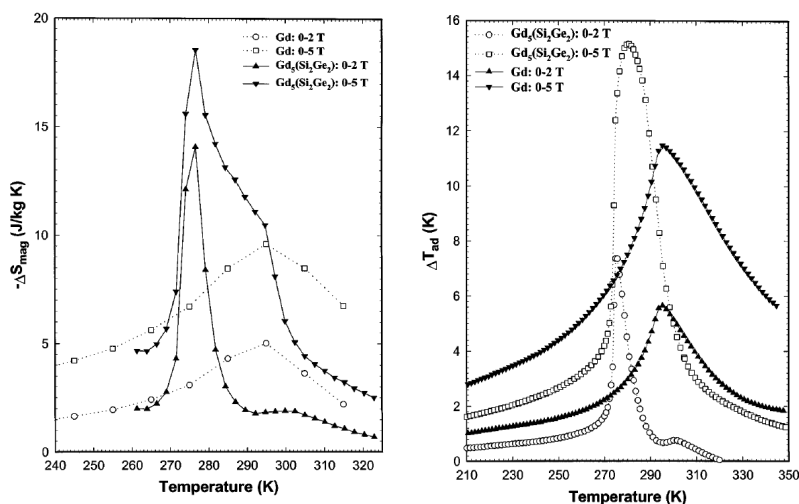 20
15
10
5
0
240 250 260 270 280 290 300 310 320
-ΔS_mag (J/kg K)
Temperature (K)
Gd: 0-2 T
Gd: 0-5 T
Gd₅(Si₂Ge₂): 0-2 T
Gd₅(Si₂Ge₂): 0-5 T
16
14
12
10
8
6
4
2
0
210 230 250 270 290 310 330 350
ΔT_ad (K)
Temperature (K)
Gd₅(Si₂Ge₂): 0-2 T
Gd₅(Si₂Ge₂): 0-5 T
Gd: 0-2 T
Gd: 0-5 T